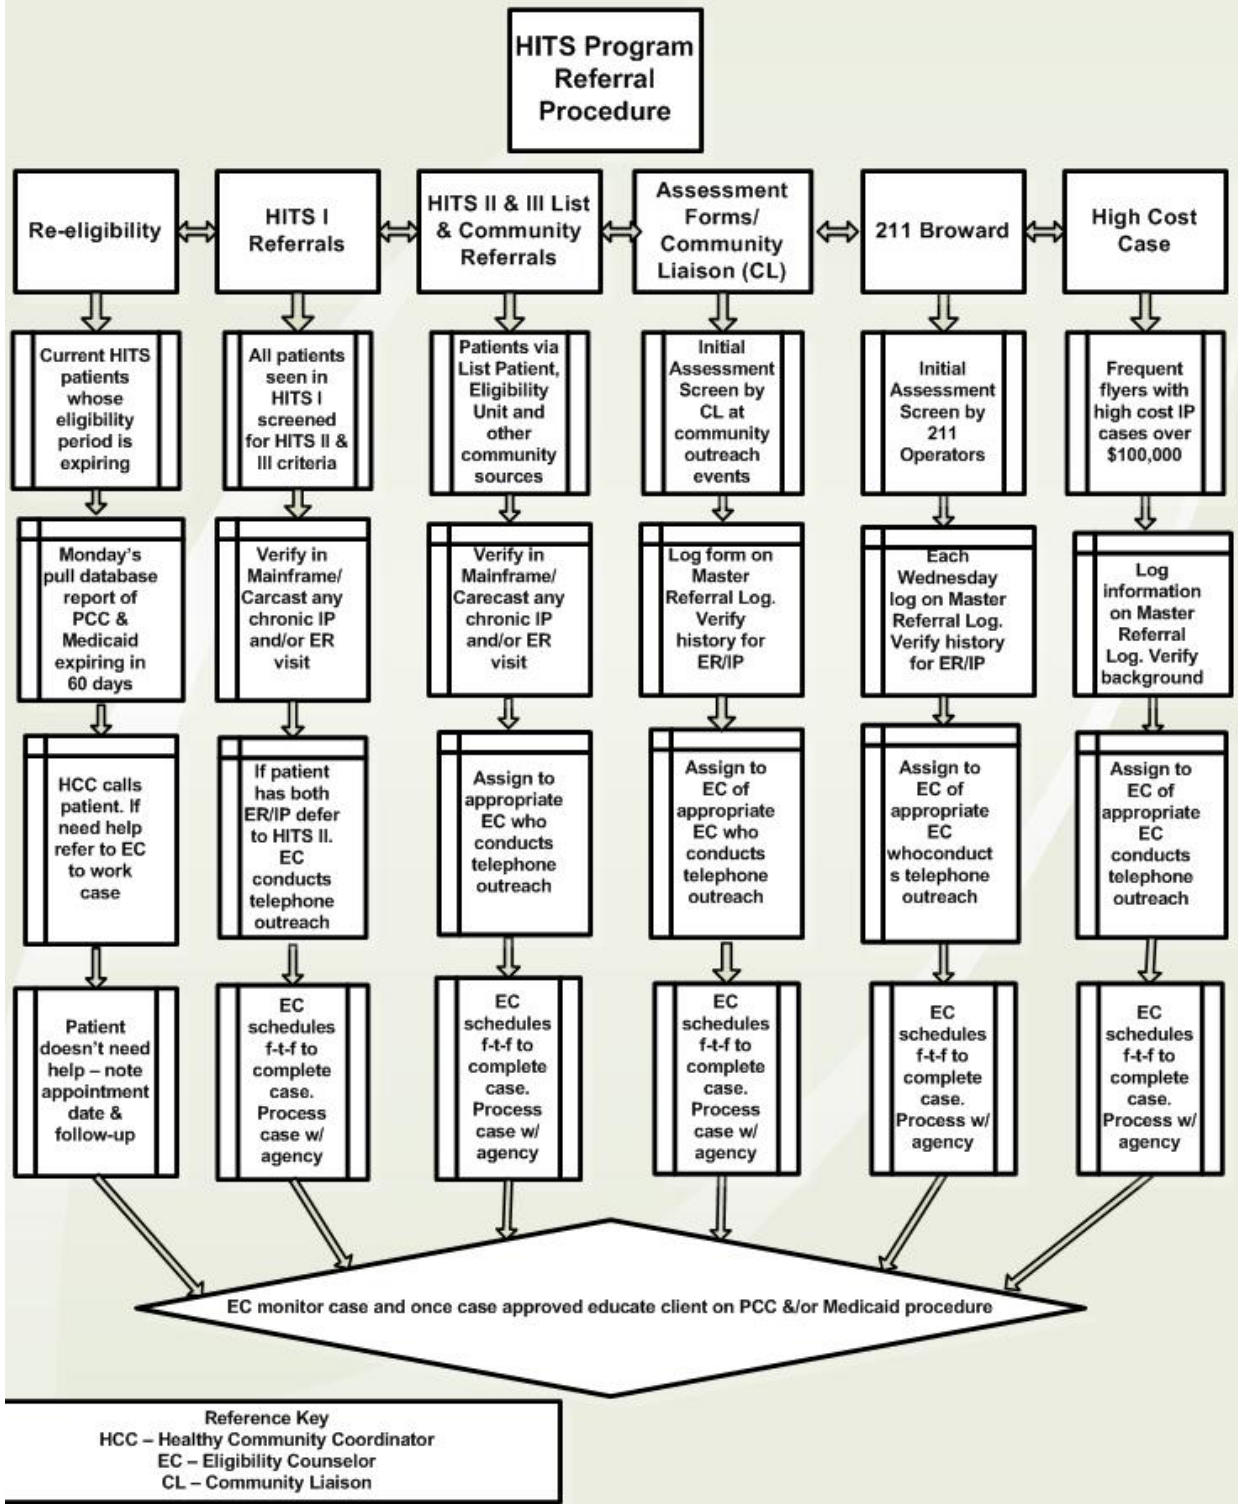 HITS Program
Referral
Procedure
Re-eligibility
HITS I
Referrals
HITS II & III List
& Community
Referrals
Assessment
Forms/
Community
Liaison (CL)
211 Broward
High Cost
Case
Current HITS
patients
whose
eligibility
period is
expiring
All patients
seen in
HITS I
screened
for HITS II &
III criteria
Patients via
List Patient,
Eligibility
Unit and
other
community
sources
Initial
Assessment
Screen by
CL at
community
outreach
events
Initial
Assessment
Screen by
211
Operators
Frequent
flyers with
high cost IP
cases over
$100,000
Monday's
pull database
report of
PCC &
Medicaid
expiring in
60 days
Verify in
Mainframe/
Carcast any
chronic IP
and/or ER
visit
Verify in
Mainframe/
Carecast any
chronic IP
and/or ER
visit
Log form on
Master
Referral Log.
Verify
history for
ER/IP
Each
Wednesday
log on Master
Referral Log.
Verify history
for ER/IP
Log
information
on Master
Referral
Log. Verify
background
HCC calls
patient. If
need help
refer to EC
to work
case
If patient
has both
ER/IP defer
to HITS II.
EC
conducts
telephone
outreach
Assign to
appropriate
EC who
conducts
telephone
outreach
Assign to
EC of
appropriate
EC who
conducts
telephone
outreach
Assign to
EC of
appropriate
EC
whoconduct
s telephone
outreach
Assign to
EC of
appropriate
EC
conducts
telephone
outreach
Patient
doesn't need
help – note
appointment
date &
follow-up
EC
schedules
f-t-f to
complete
case.
Process
case w/
agency
EC
schedules
f-t-f to
complete
case.
Process
case w/
agency
EC
schedules
f-t-f to
complete
case.
Process
case w/
agency
EC
schedules
f-t-f to
complete
case.
Process w/
agency
EC
schedules
f-t-f to
complete
case.
Process w/
agency
EC monitor case and once case approved educate client on PCC &/or Medicaid procedure
Reference Key
HCC – Healthy Community Coordinator
EC – Eligibility Counselor
CL – Community Liaison